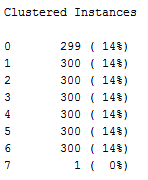 Clustered Instances
0 299 ( 14%)
1 300 ( 14%)
2 300 ( 14%)
3 300 ( 14%)
4 300 ( 14%)
5 300 ( 14%)
6 300 ( 14%)
7 1 ( 0%)